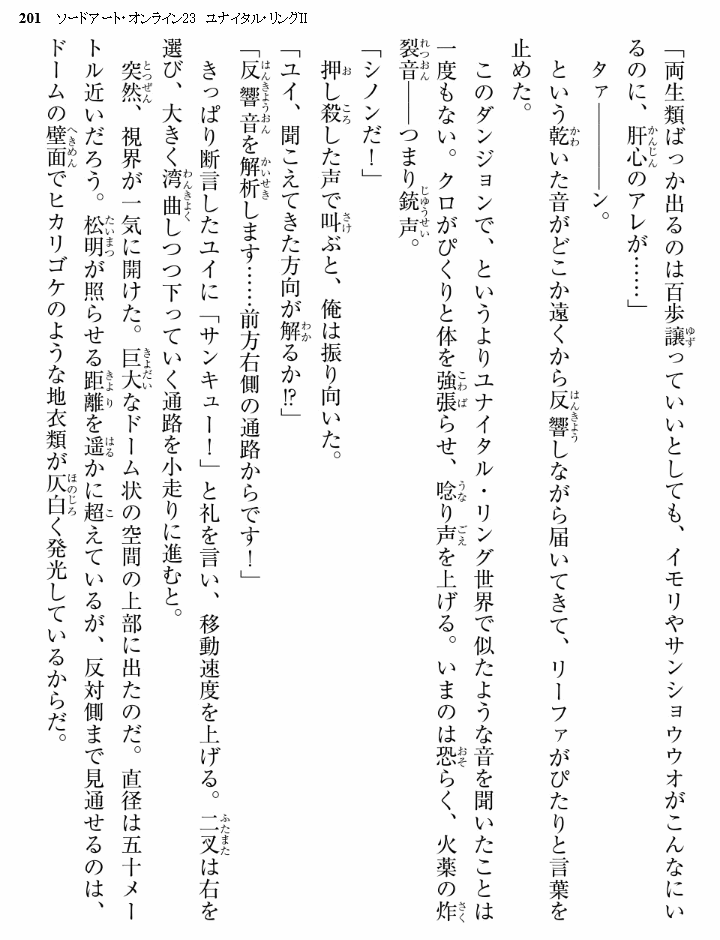 201 ソードアート・オンライン23 ユナイタル・リングⅡ
「両生類ばっか出るのは百歩譲っていいとしても、イモリやサンショウウオがこんなにい
るのに、肝心のアレが……」
タァ――――ン。
という乾いた音がどこか遠くから反響しながら届いてきて、リーファがぴたりと言葉を
止めた。
このダンジョンで、というよりユナイタル・リング世界で似たような音を聞いたことは
一度もない。クロがぴくりと体を強張らせ、唸り声を上げる。いまのは恐らく、火薬の炸
裂音――つまり銃声。
「シノンだ！」
押し殺した声で叫ぶと、俺は振り向いた。
「ユイ、聞こえてきた方向が解るか!?」
「反響音を解析します……前方右側の通路からです！」
きっぱり断言したユイに「サンキュー！」と礼を言い、移動速度を上げる。二叉は右を
選び、大きく湾曲しつつ下っていく通路を小走りに進むと。
突然、視界が一気に開けた。巨大なドーム状の空間の上部に出たのだ。直径は五十メー
トル近いだろう。松明が照らせる距離を遥かに超えているが、反対側まで見通せるのは、
ドームの壁面でヒカリゴケのような地衣類が仄白く発光しているからだ。